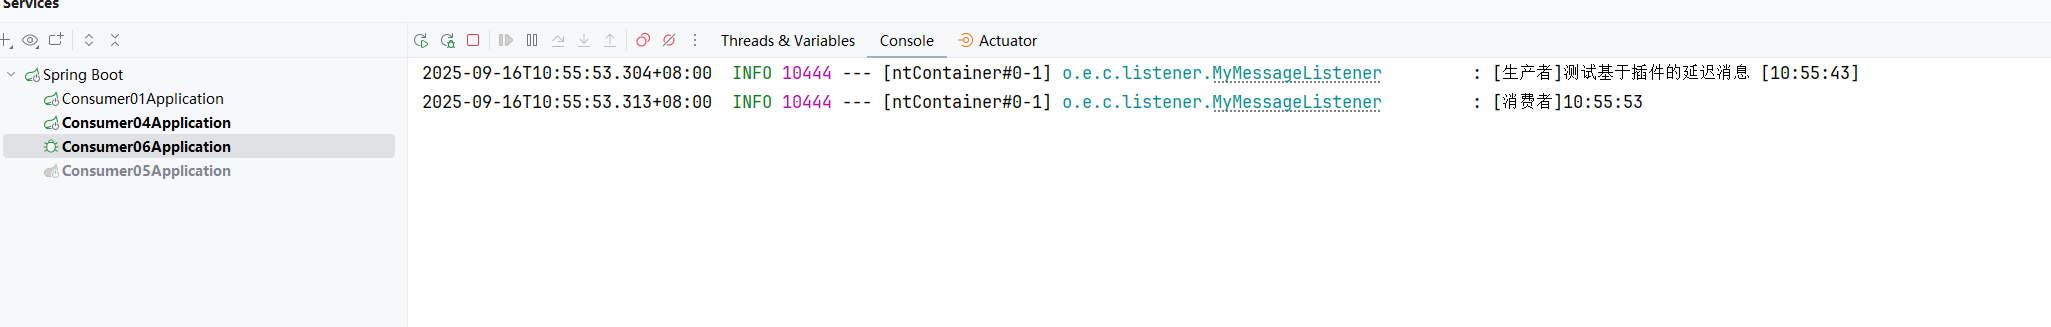 Services
Threads & Variables Console Actuator
Spring Boot
Consumer01Application
Consumer04Application
Consumer06Application
Consumer05Application
2025-09-16T10:55:53.304+08:00 INFO 10444 --- [ntContainer#0-1] o.e.c.listener.MyMessageListener : [生产者]测试基于插件的延迟消息 [10:55:43]
2025-09-16T10:55:53.313+08:00 INFO 10444 --- [ntContainer#0-1] o.e.c.listener.MyMessageListener : [消费者]10:55:53